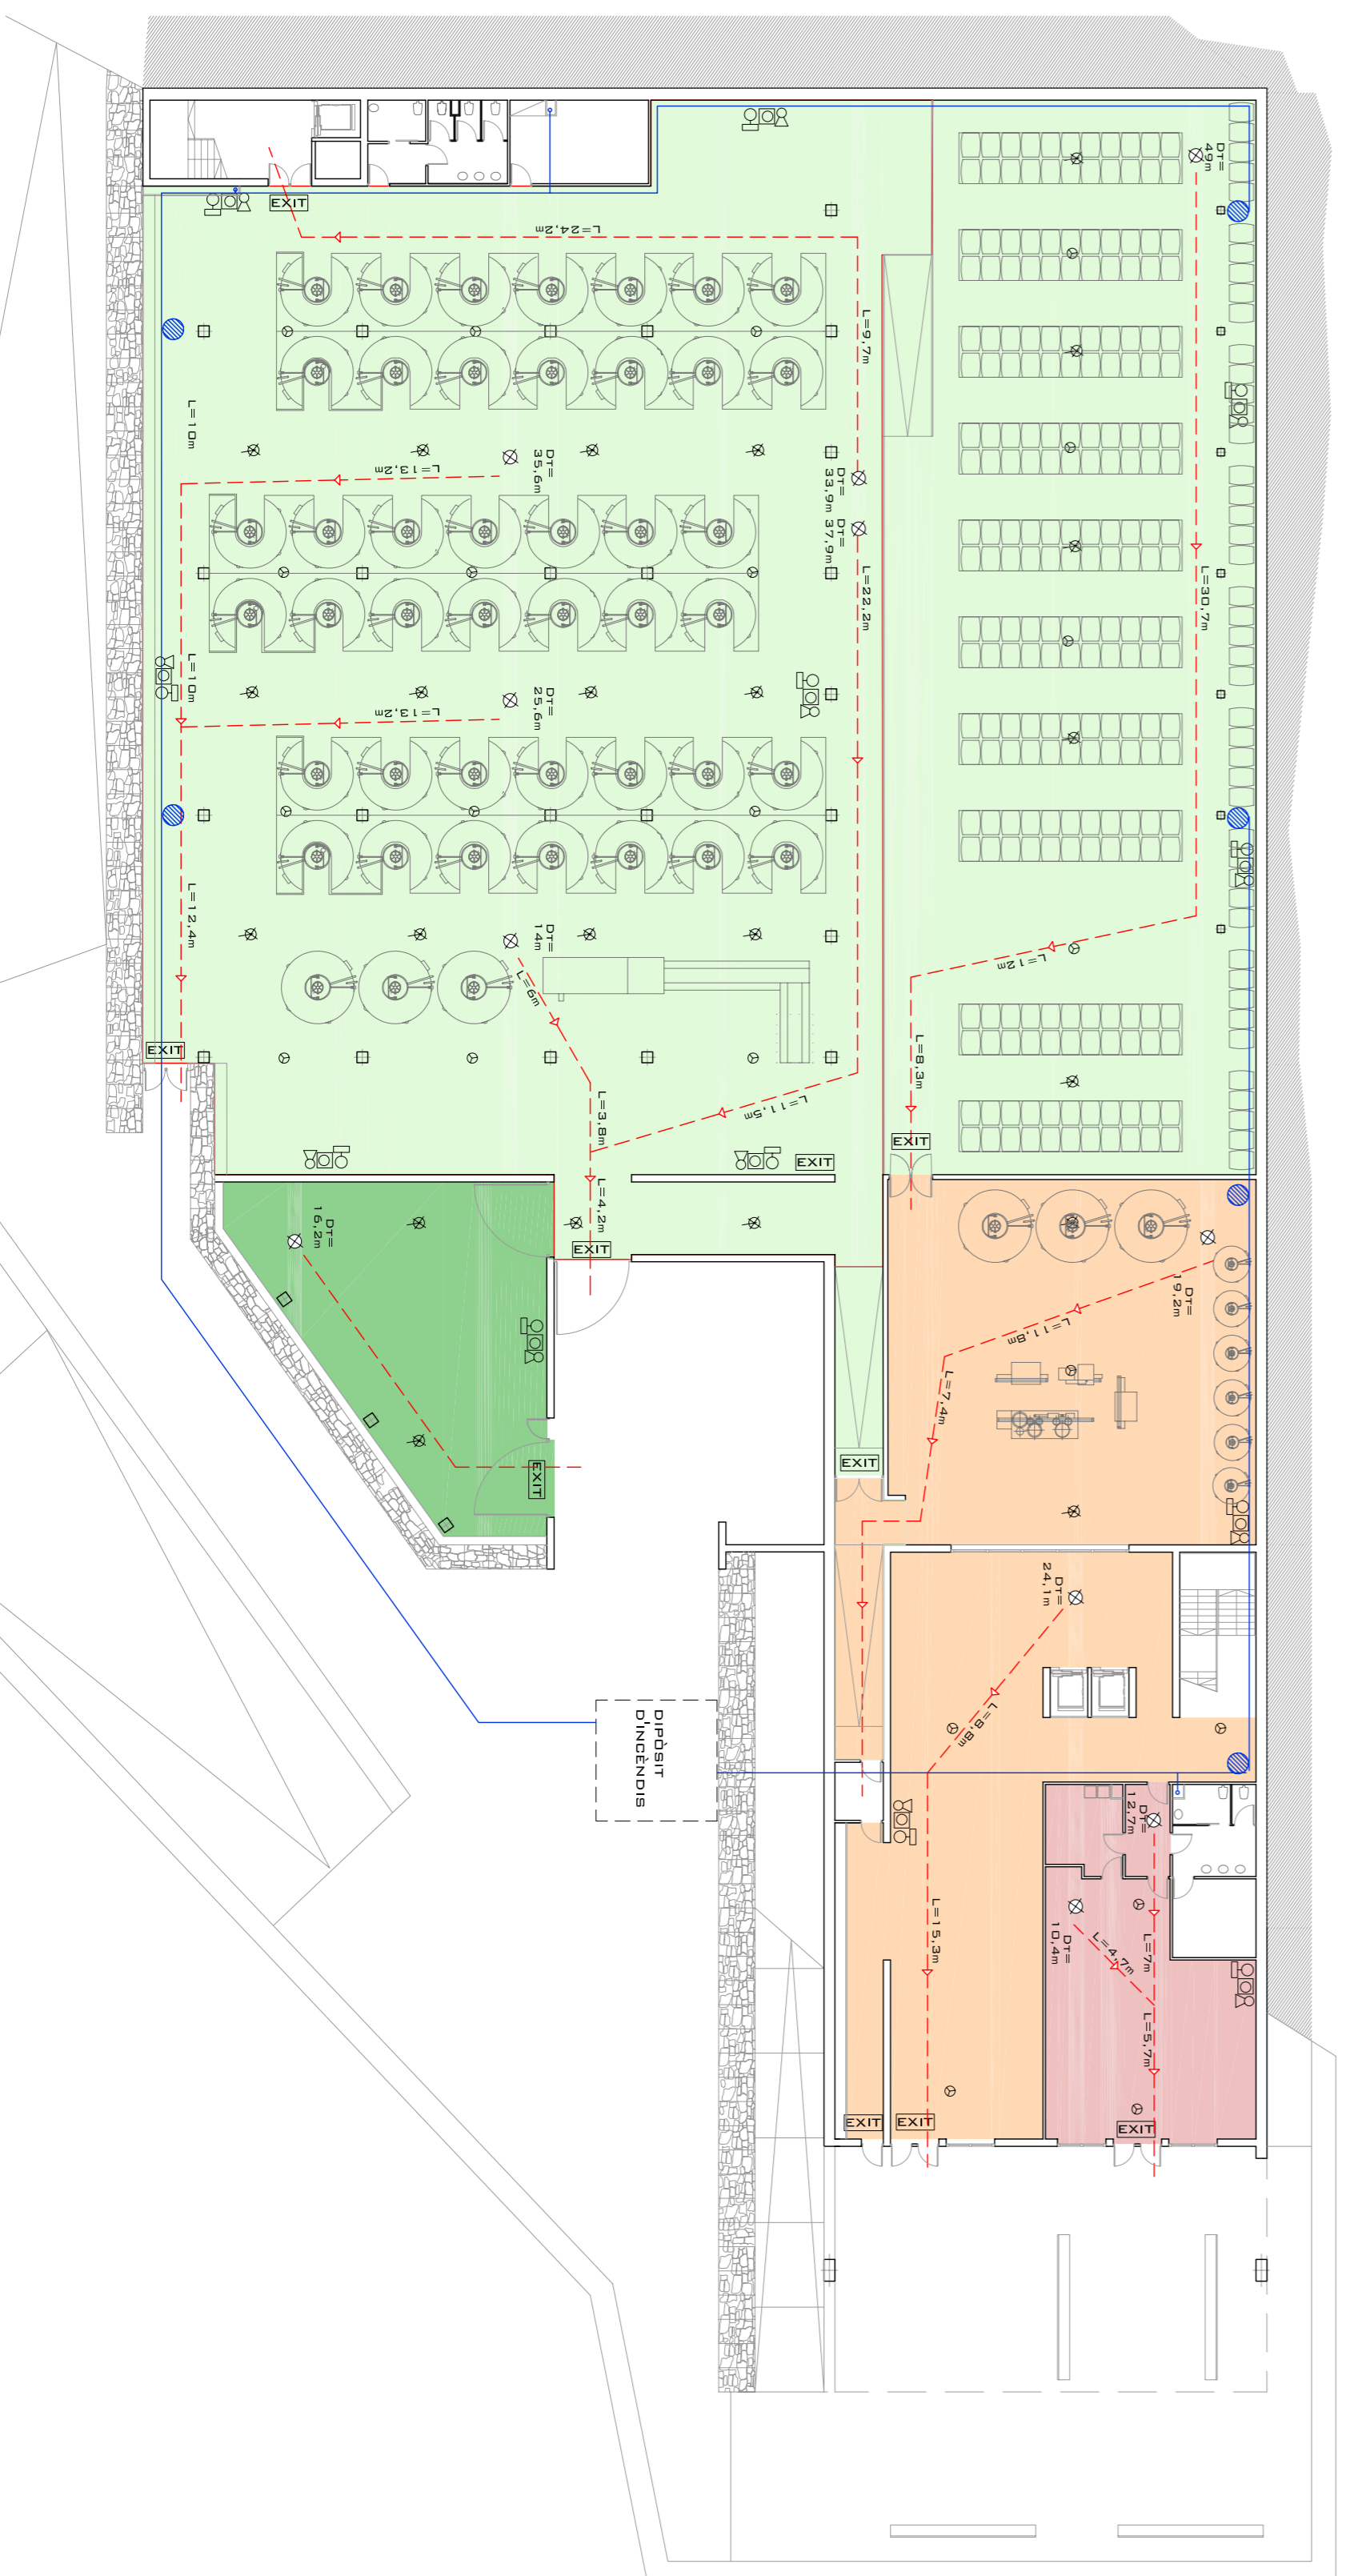 DT=
49m
EXIT
L=24,2m
L=9,7m
L=10m
DT=
35,6m
L=13,2m
DT=
33,9m
DT=
37,9m
L=22,2m
L=30,7m
L=10m
DT=
25,6m
L=13,2m
L=12,4m
DT=
14m
L=6m
L=12m
L=8,3m
EXIT
L=3,8m
L=11,5m
EXIT
EXIT
L=4,2m
EXIT
DT=
16,2m
DT=
19,2m
L=11,8m
L=7,4m
EXIT
EXIT
DT=
24,1m
L=8,8m
DIPÒSIT
D'INCÈNDIS
DT=
12,7m
L=15,3m
DT=
10,4m
L=4,7m
L=7m
L=5,7m
EXIT
EXIT
EXIT